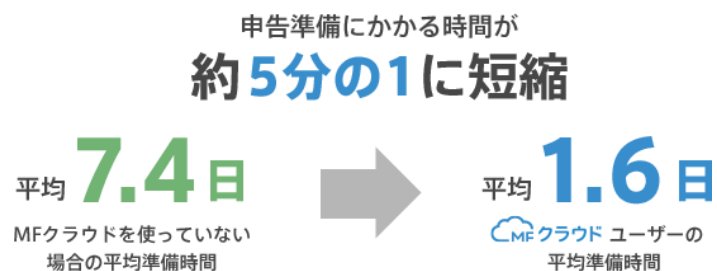 申告準備にかかる時間が
約5分の1に短縮
平均7.4日
MFクラウドを使っていない
場合の平均準備時間
平均1.6日
MFクラウド ユーザーの
平均準備時間